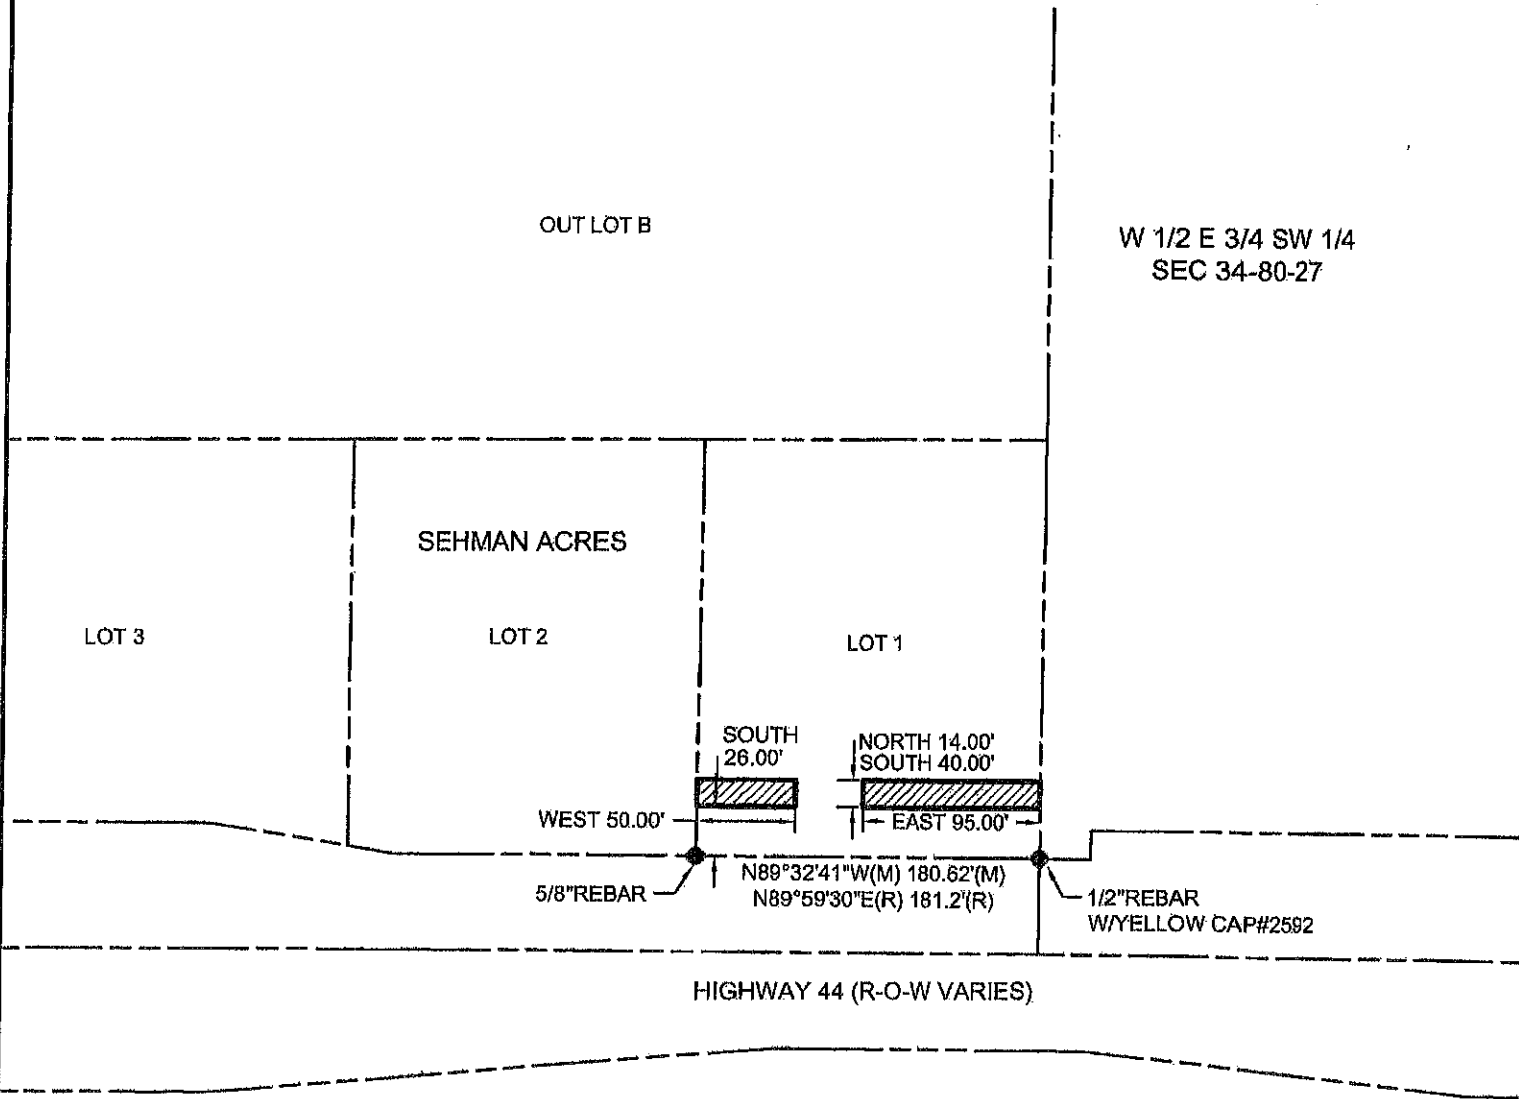 OUT LOT B
W 1/2 E 3/4 SW 1/4
SEC 34-80-27
SEHMAN ACRES
LOT 3
LOT 2
LOT 1
SOUTH
26.00'
NORTH 14.00'
SOUTH 40.00'
WEST 50.00'
EAST 95.00'
N89°32'41"W(M) 180.62'(M)
N89°59'30"E(R) 181.2'(R)
5/8"REBAR
1/2"REBAR
W/YELLOW CAP#2592
HIGHWAY 44 (R-O-W VARIES)